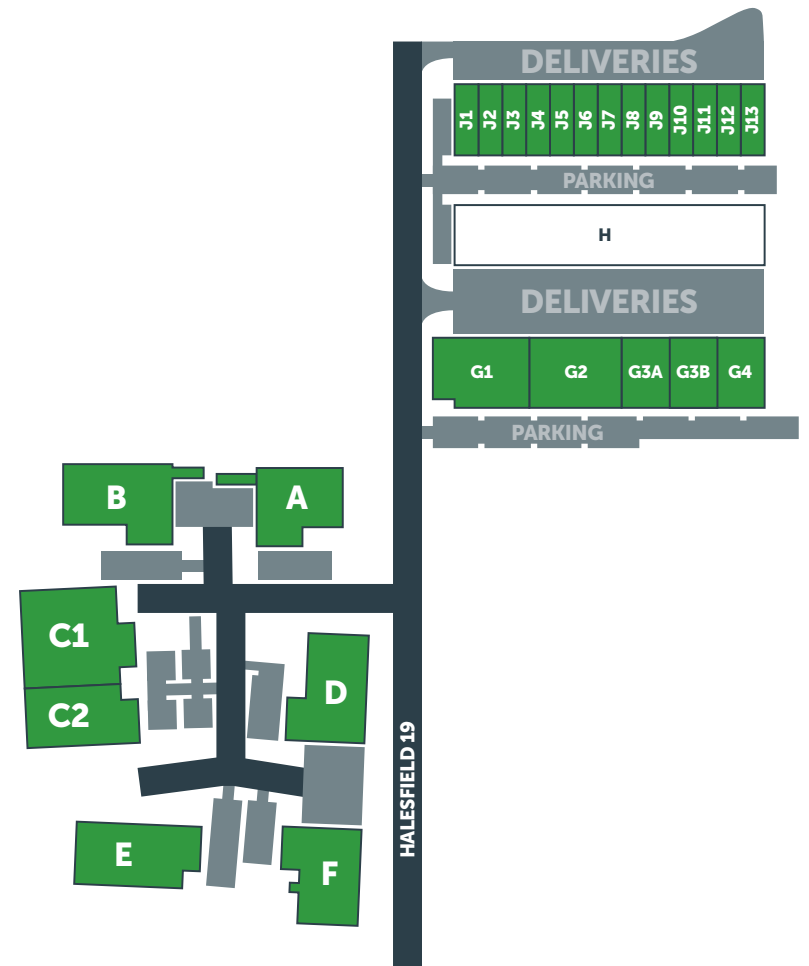 DELIVERIES
J1
J2
J3
J4
J5
J6
J7
J8
J9
J10
J11
J12
J13
PARKING
H
DELIVERIES
G1
G2
G3A
G3B
G4
PARKING
B
A
C1
C2
D
HALESFIELD 19
E
F